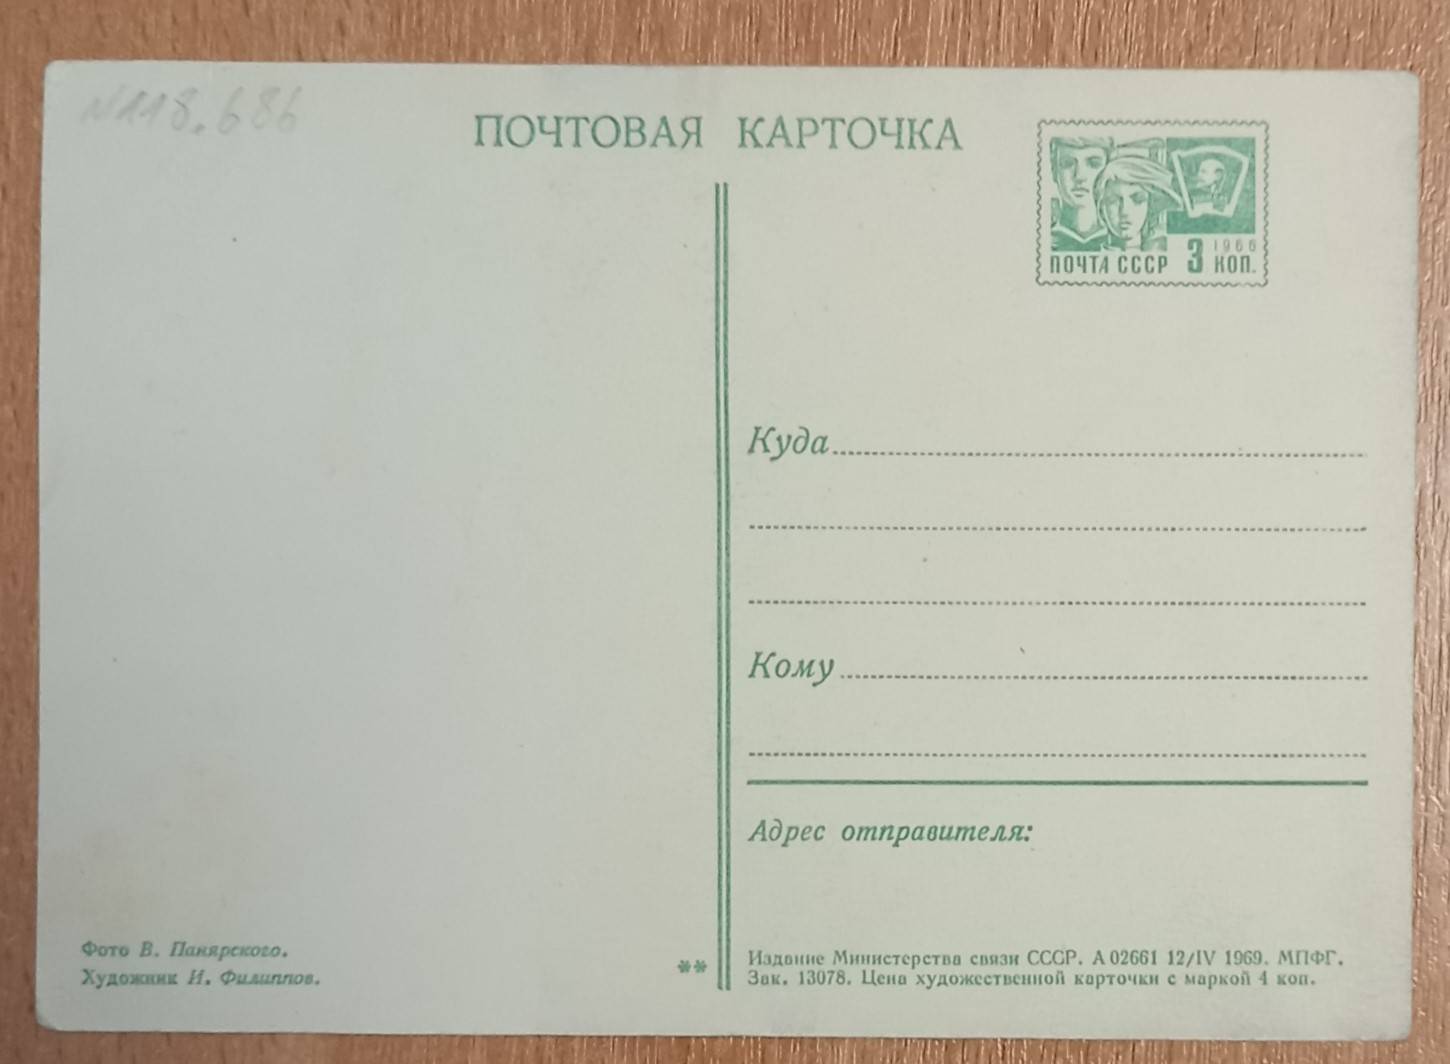 №118.686
ПОЧТОВАЯ КАРТОЧКА
1966
ПОЧТА СССР 3 КОП.
Куда
Кому
Адрес отправителя:
Фото В. Панярского.
Художник И. Филиппов.
**
Издание Министерства связи СССР. А 02661 12/IV 1969. МПФГ.
Зак. 13078. Цена художественной карточки с маркой 4 коп.